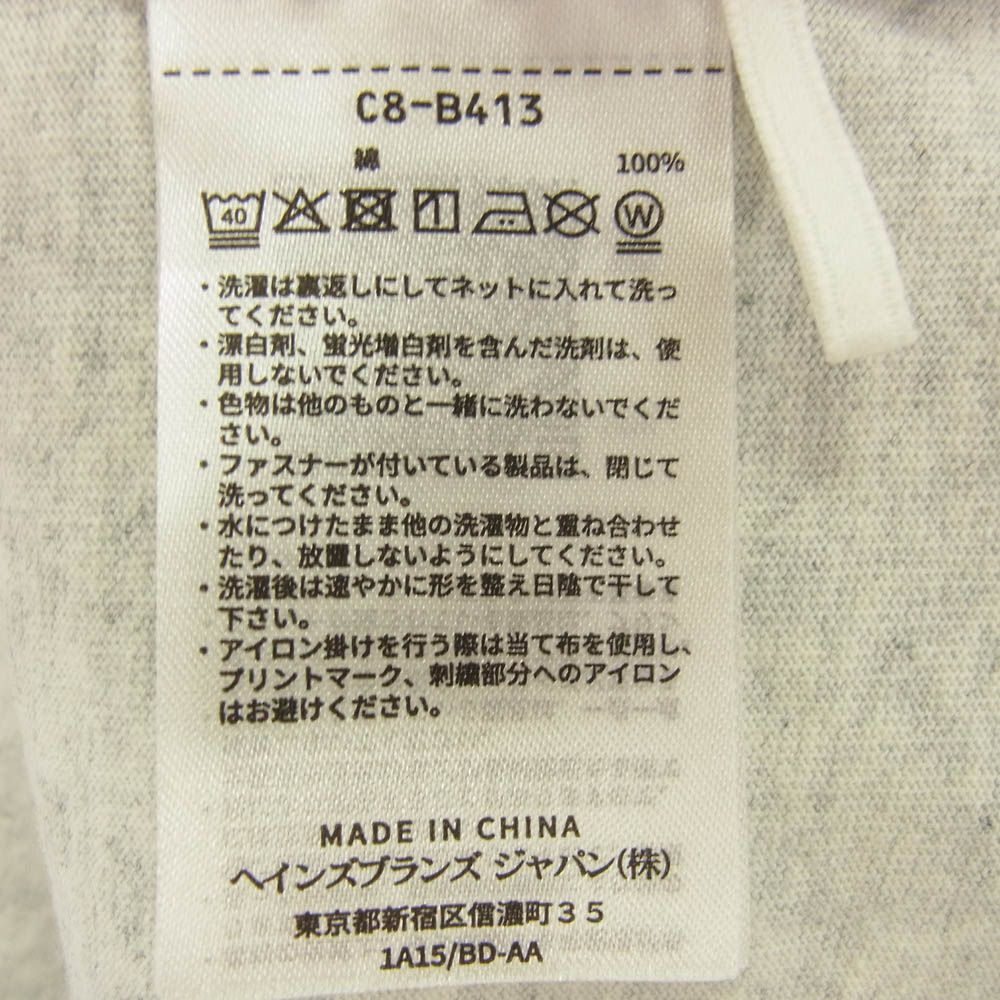 C8-B413
綿 100%
40
W
・洗濯は裏返しにしてネットに入れて洗っ
てください。
・漂白剤、蛍光増白剤を含んだ洗剤は、使
用しないでください。
・色物は他のものと一緒に洗わないでくだ
さい。
・ファスナーが付いている製品は、閉じて
洗ってください。
・水につけたまま他の洗濯物と重ね合わせ
たり、放置しないようにしてください。
・洗濯後は速やかに形を整え日陰で干して
下さい。
・アイロン掛けを行う際は当て布を使用し、
プリントマーク、刺繍部分へのアイロン
はお避けください。
MADE IN CHINA
ヘインズブランズ ジャパン(株)
東京都新宿区信濃町35
1A15/BD-AA